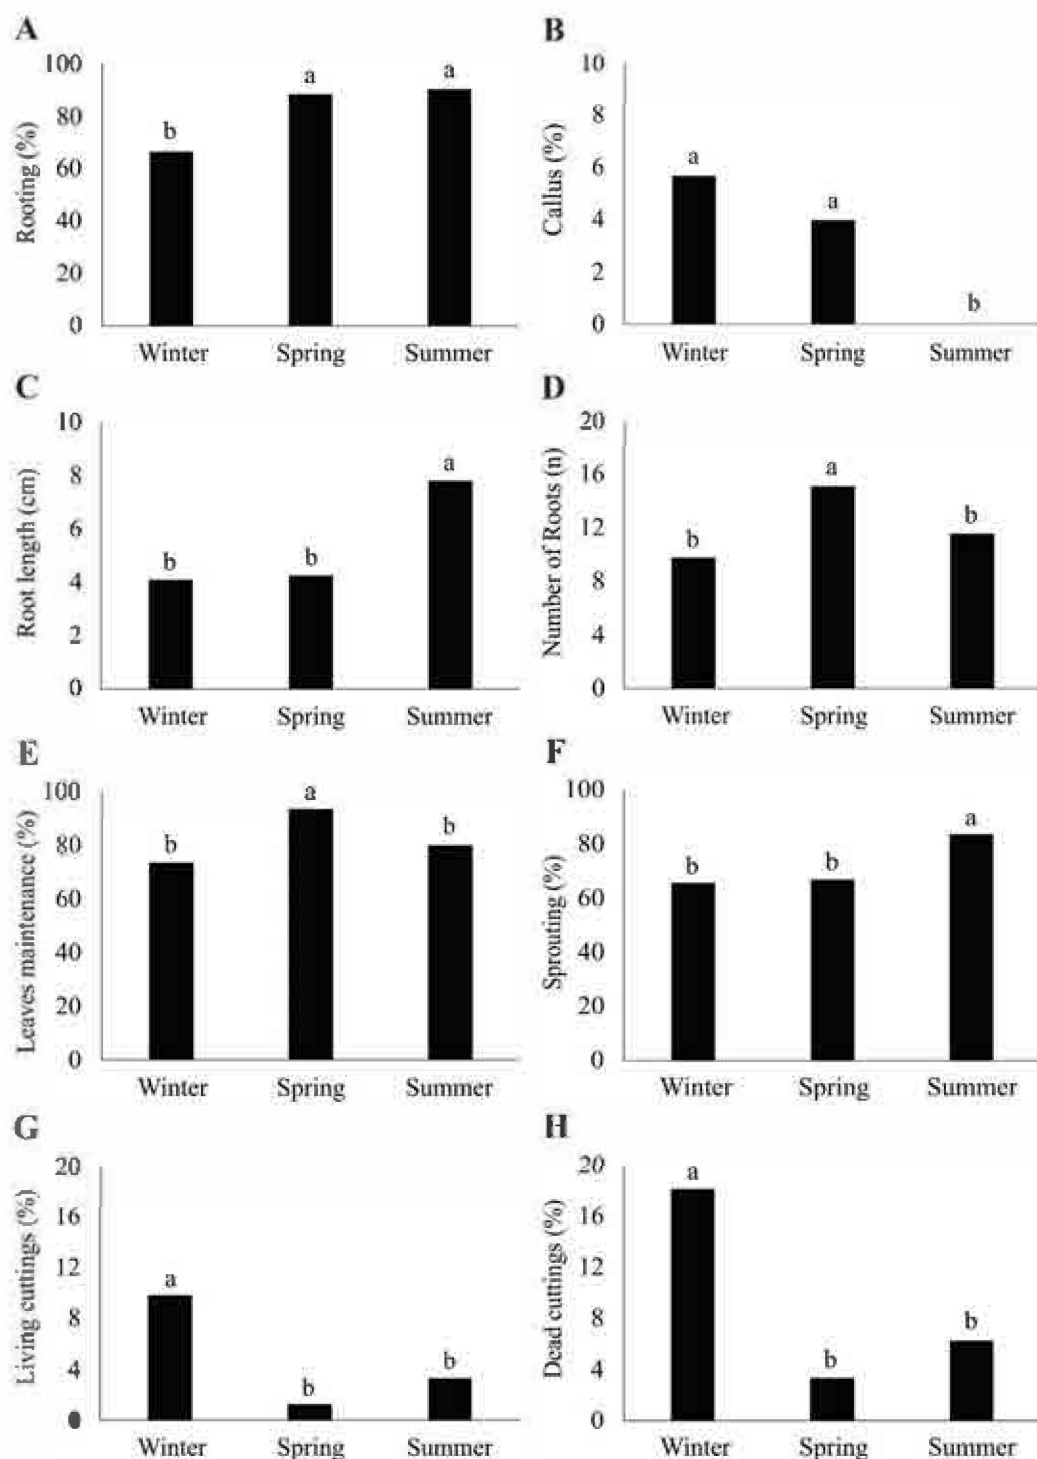 A
Rooting (%)
100
80
60
40
20
0
b
a
a
Winter Spring Summer
B
Callus (%)
10
8
6
4
2
0
a
a
b
Winter Spring Summer
C
Root length (cm)
10
8
6
4
2
0
b
b
a
Winter Spring Summer
D
Number of Roots (n)
20
16
12
8
4
0
b
a
b
Winter Spring Summer
E
Leaves maintenance (%)
100
80
60
40
20
0
b
a
b
Winter Spring Summer
F
Sprouting (%)
100
80
60
40
20
0
b
b
a
Winter Spring Summer
G
Living cuttings (%)
20
16
12
8
4
0
a
b
b
Winter Spring Summer
H
Dead cuttings (%)
20
16
12
8
4
0
a
b
b
Winter Spring Summer